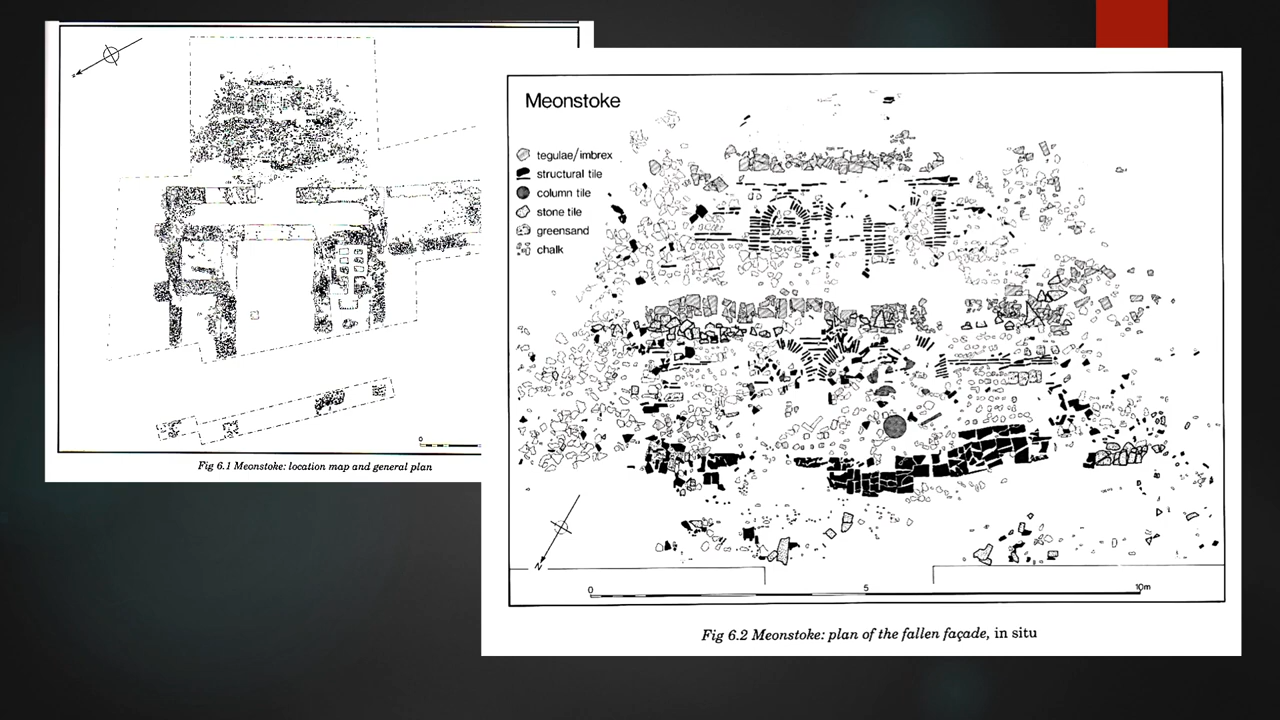 Fig 6.1 Meonstoke: location map and general plan
0
Meonstoke
tegulae/imbrex
structural tile
column tile
stone tile
greensand
chalk
N
0 5 10m
Fig 6.2 Meonstoke: plan of the fallen façade, in situ